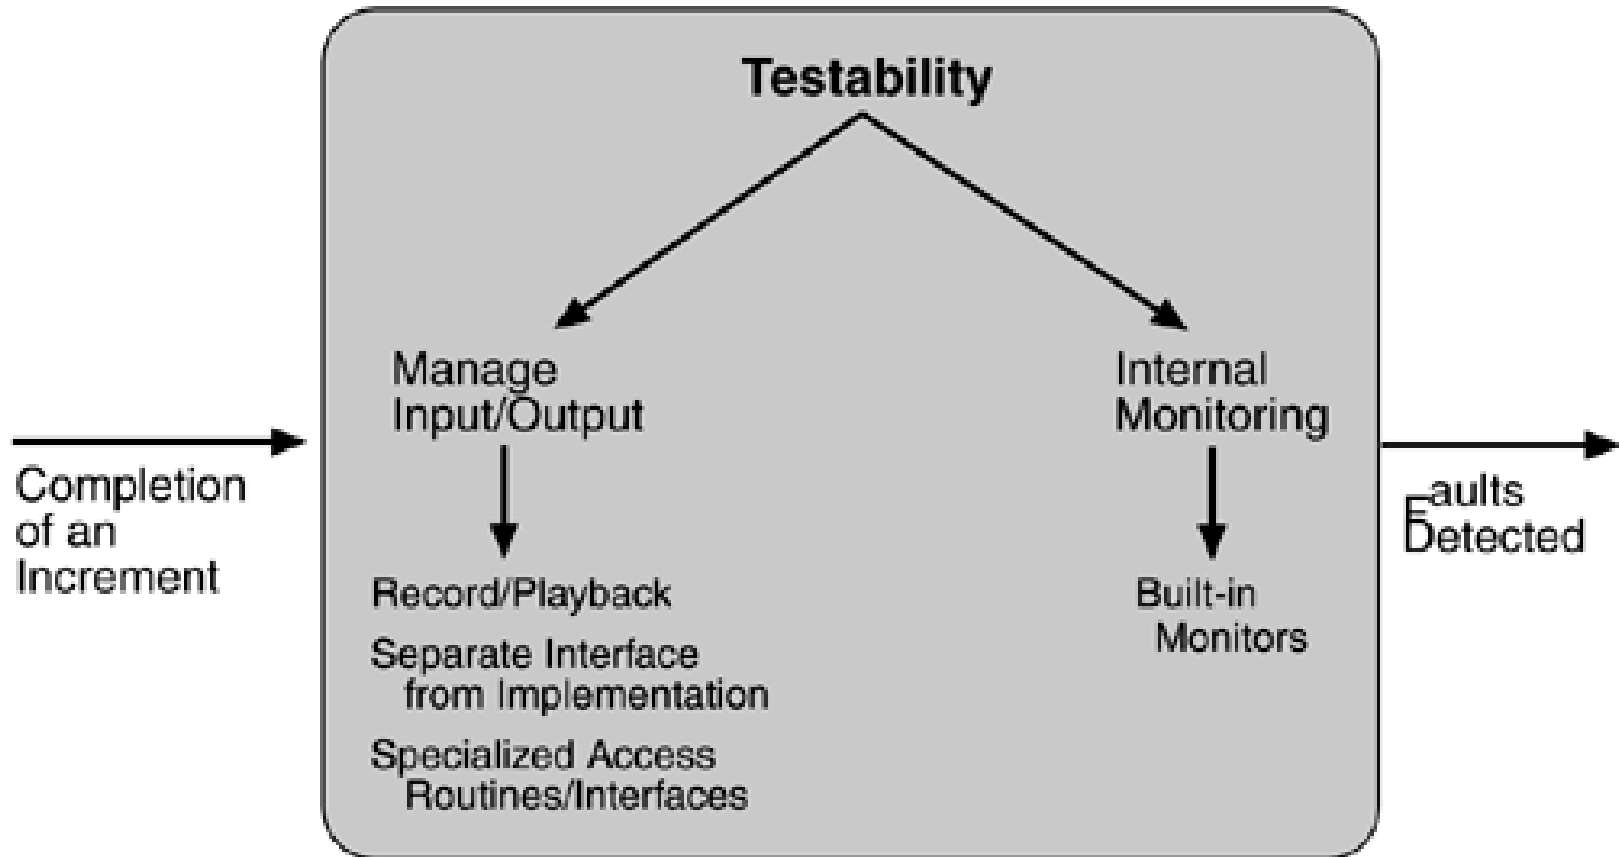 Testability
Manage
Input/Output
Internal
Monitoring
Completion
of an
Increment
Faults
Detected
Record/Playback
Separate Interface
from Implementation
Specialized Access
Routines/Interfaces
Built-in
Monitors